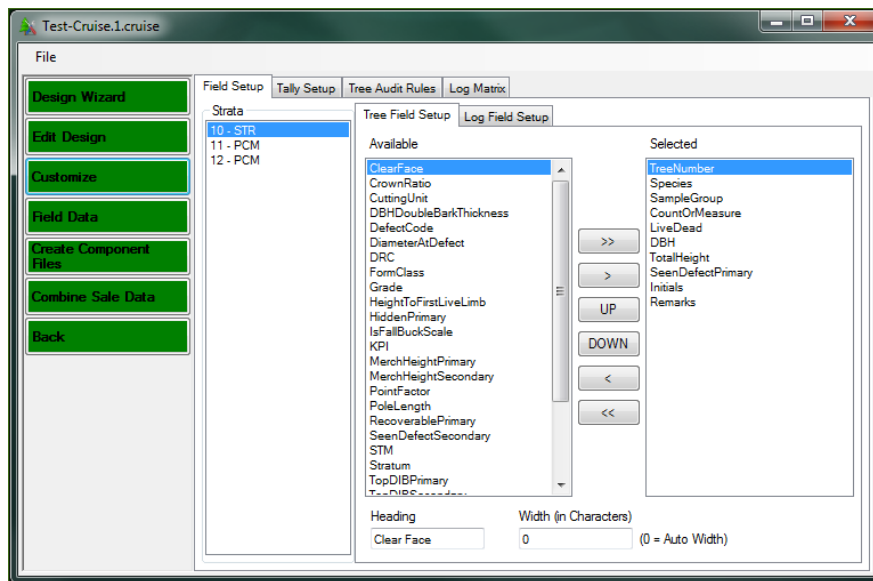 Test-Cruise.1.cruise
File
Design Wizard
Edit Design
Customize
Field Data
Create Component
Files
Combine Sale Data
Back
Field Setup
Tally Setup
Tree Audit Rules
Log Matrix
Strata
10 - STR
11 - PCM
12 - PCM
Tree Field Setup
Log Field Setup
Available
ClearFace
CrownRatio
CuttingUnit
DBHDoubleBarkThickness
DefectCode
DiameterAtDefect
DRC
FormClass
Grade
HeightToFirstLiveLimb
HiddenPrimary
IsFallBuckScale
KPI
MerchHeightPrimary
MerchHeightSecondary
PointFactor
PoleLength
RecoverablePrimary
SeenDefectSecondary
STM
Stratum
TopDIBPrimary
TopDIBSecondary
>>
>
UP
DOWN
<
<<
Selected
TreeNumber
Species
SampleGroup
CountOrMeasure
LiveDead
DBH
TotalHeight
SeenDefectPrimary
Initials
Remarks
Heading
Clear Face
Width (in Characters)
0
(0 = Auto Width)